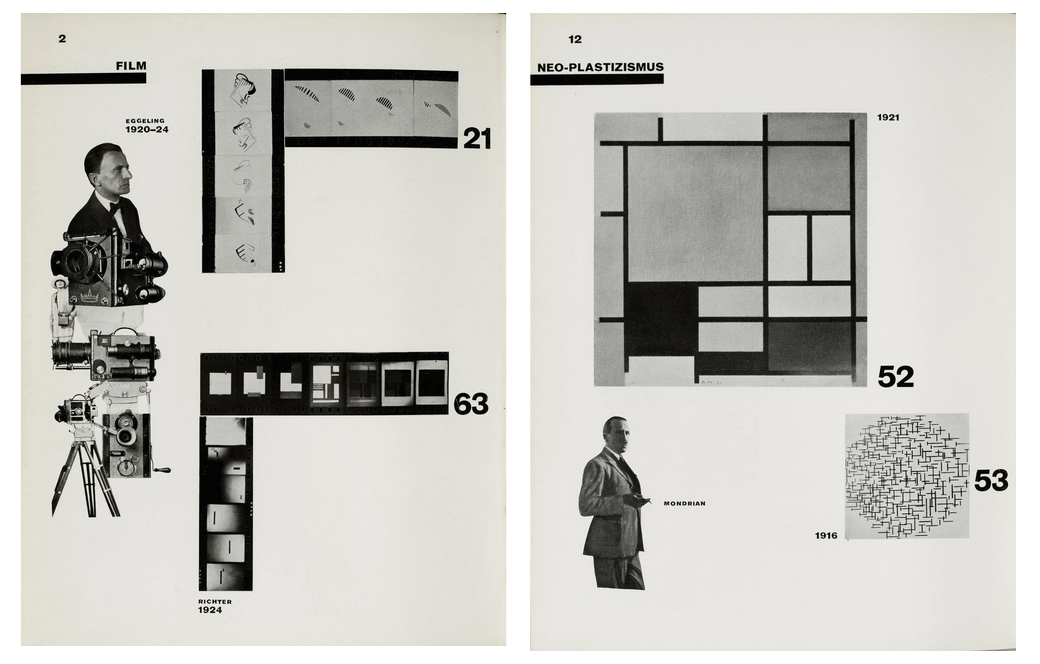 2
FILM
EGGELING
1920–24
21
63
RICHTER
1924
12
NEO-PLASTIZISMUS
1921
52
MONDRIAN
53
1916